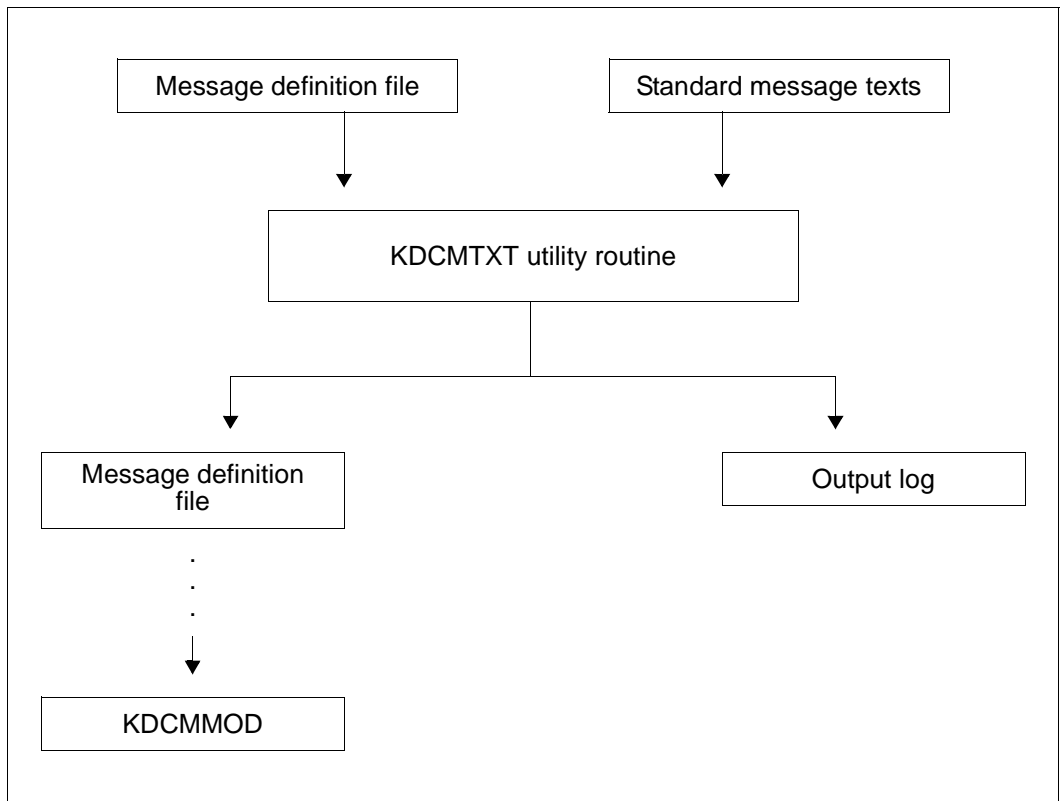 Message definition file
Standard message texts
KDCMTXT utility routine
Message definition
file
Output log
.
.
.
KDCMMOD